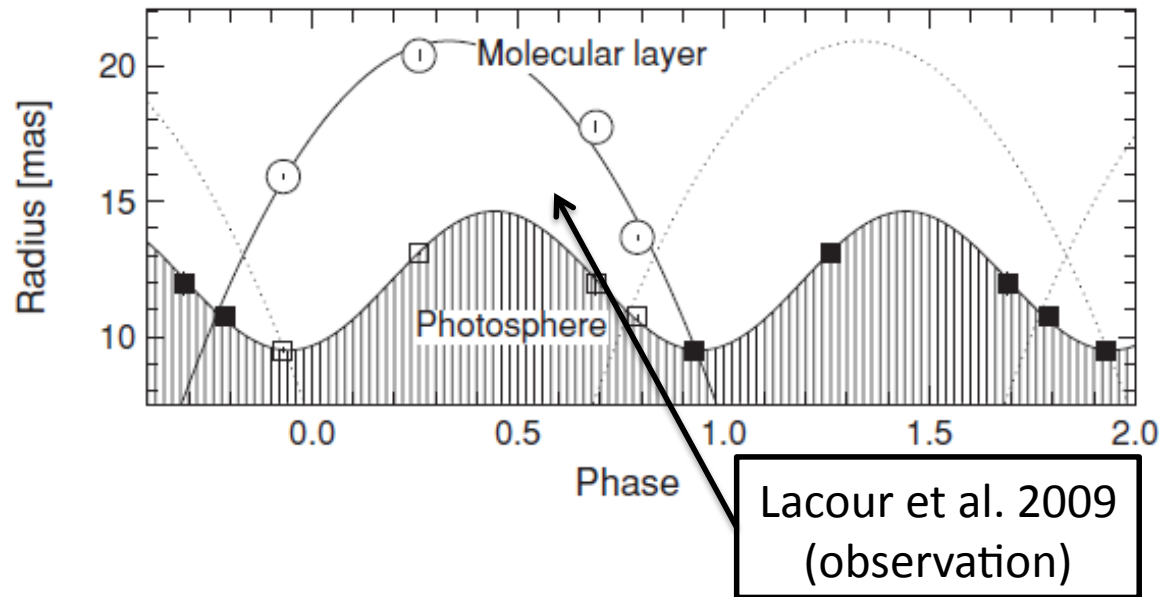 20
15
10
Radius [mas]
Molecular layer
Photosphere
0.0 0.5 1.0 1.5 2.0
Phase
Lacour et al. 2009
(observation)